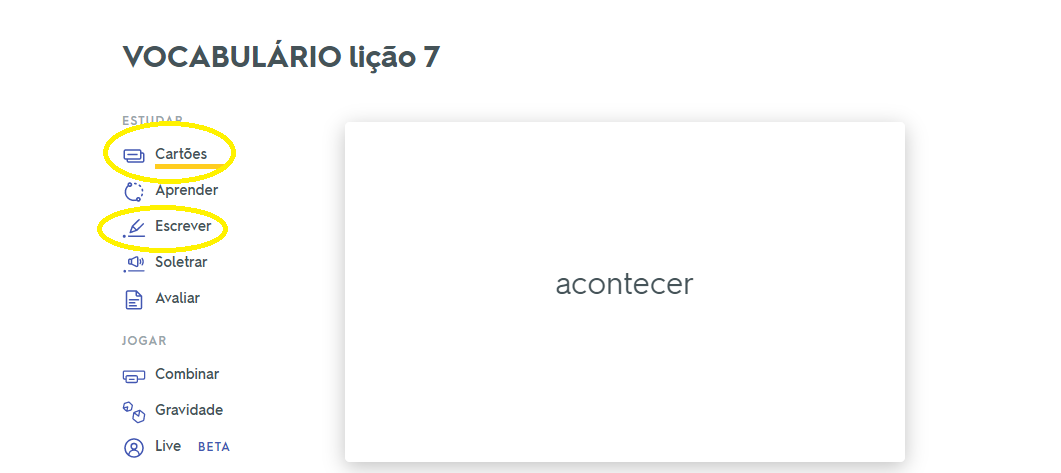 VOCABULÁRIO lição 7
ESTUDAR
Cartões
Aprender
Escrever
Soletrar
Avaliar
JOGAR
Combinar
Gravidade
Live BETA
acontecer